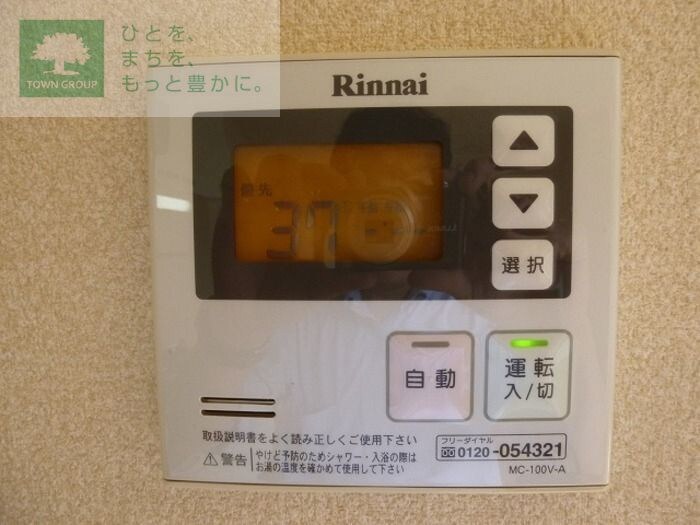 ひとを、
まちを、
もっと豊かに。
TOWN GROUP
Rinnai
優先
37
選択
自動
運転
入/切
取扱説明書をよく読み正しくご使用下さい
警告
やけど予防のためシャワー・入浴の際は
お湯の温度を確かめて使用して下さい
フリーダイヤル
0120-054321
MC-100V-A